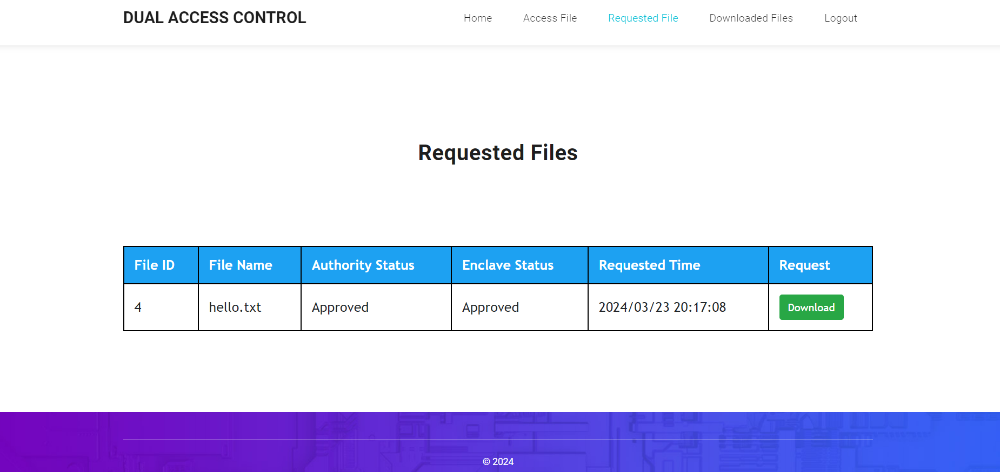 DUAL ACCESS CONTROL Home Access File Requested File Downloaded Files Logout
Requested Files
File ID File Name Authority Status Enclave Status Requested Time Request
4 hello.txt Approved Approved 2024/03/23 20:17:08 Download
© 2024